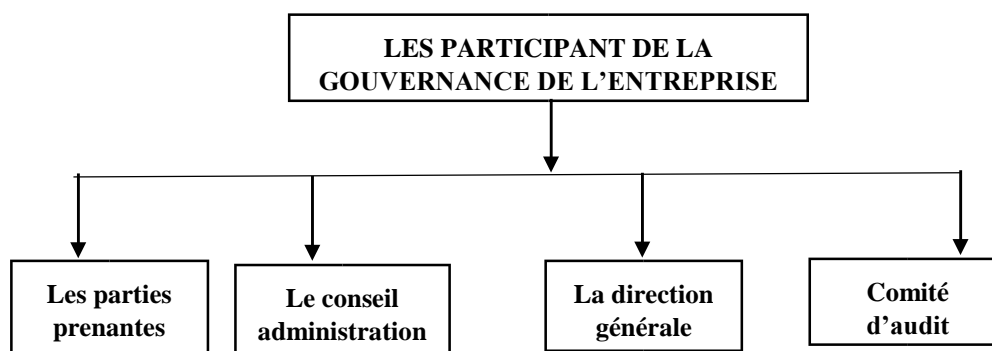 LES PARTICIPANT DE LA
GOUVERNANCE DE L’ENTREPRISE
Les parties
prenantes
Le conseil
administration
La direction
générale
Comité
d’audit